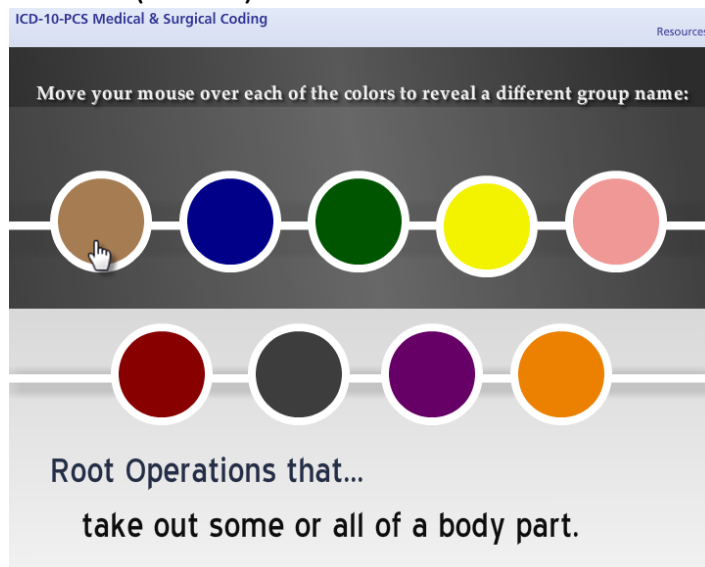 ICD-10-PCS Medical & Surgical Coding
Resources
Move your mouse over each of the colors to reveal a different group name:
Root Operations that...
take out some or all of a body part.